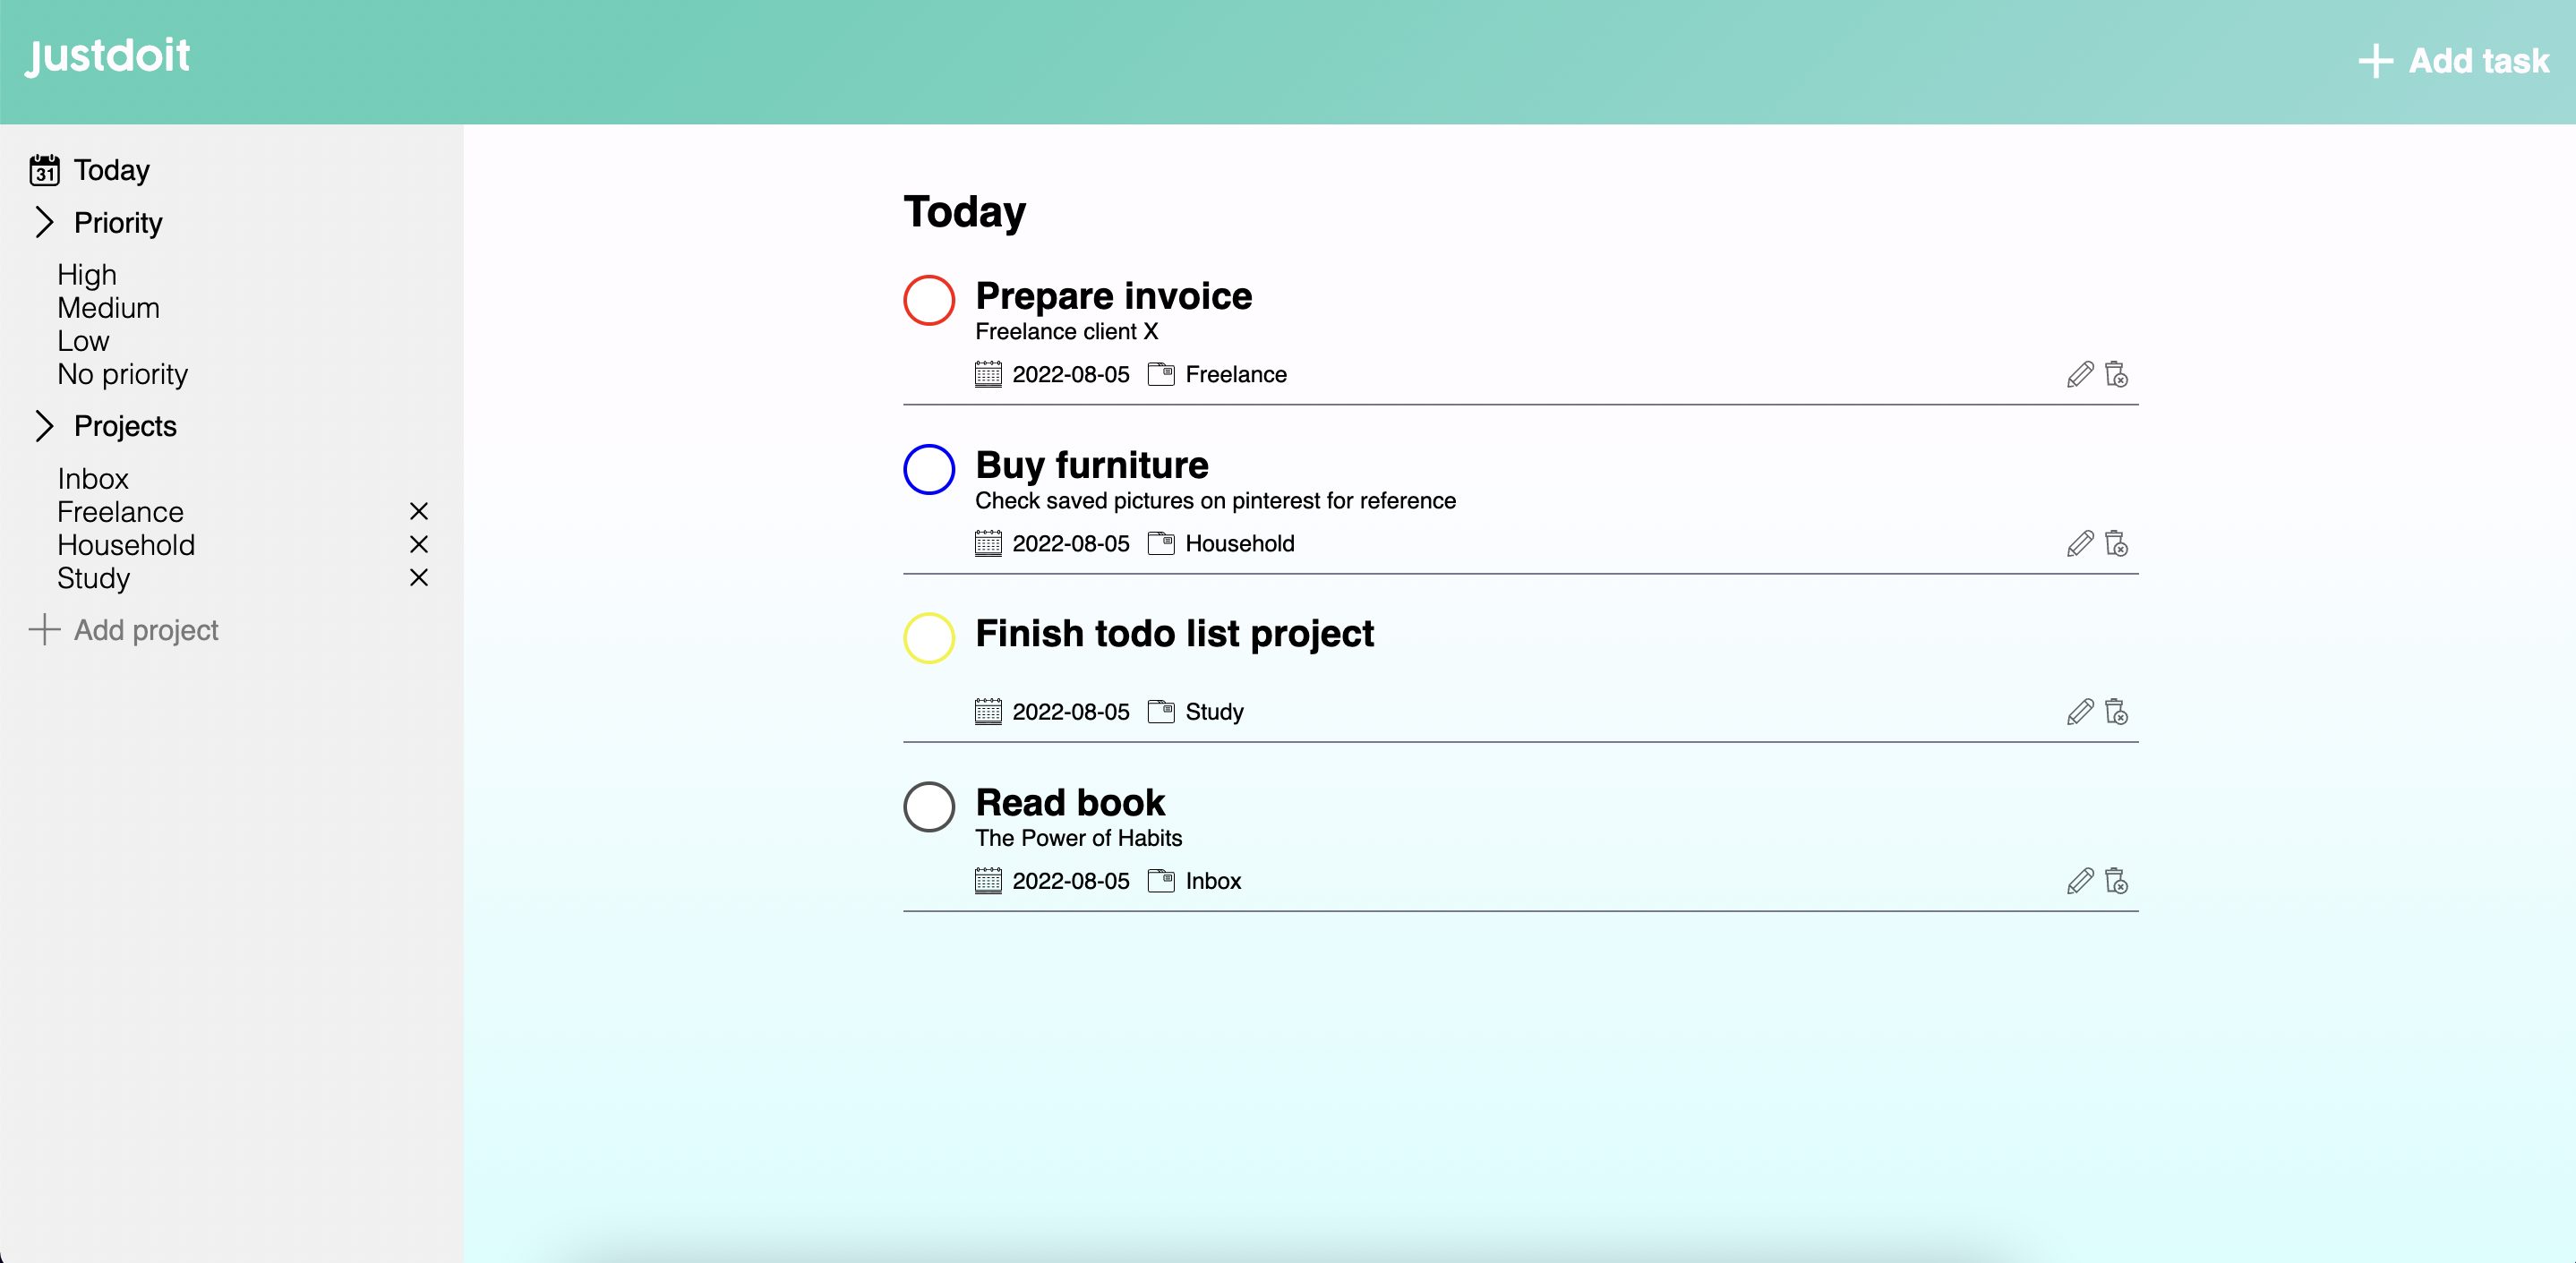 Justdoit
Add task
31 Today
Priority
High
Medium
Low
No priority
Projects
Inbox
Freelance
Household
Study
Add project
Today
Prepare invoice
Freelance client X
2022-08-05 Freelance
Buy furniture
Check saved pictures on pinterest for reference
2022-08-05 Household
Finish todo list project
2022-08-05 Study
Read book
The Power of Habits
2022-08-05 Inbox